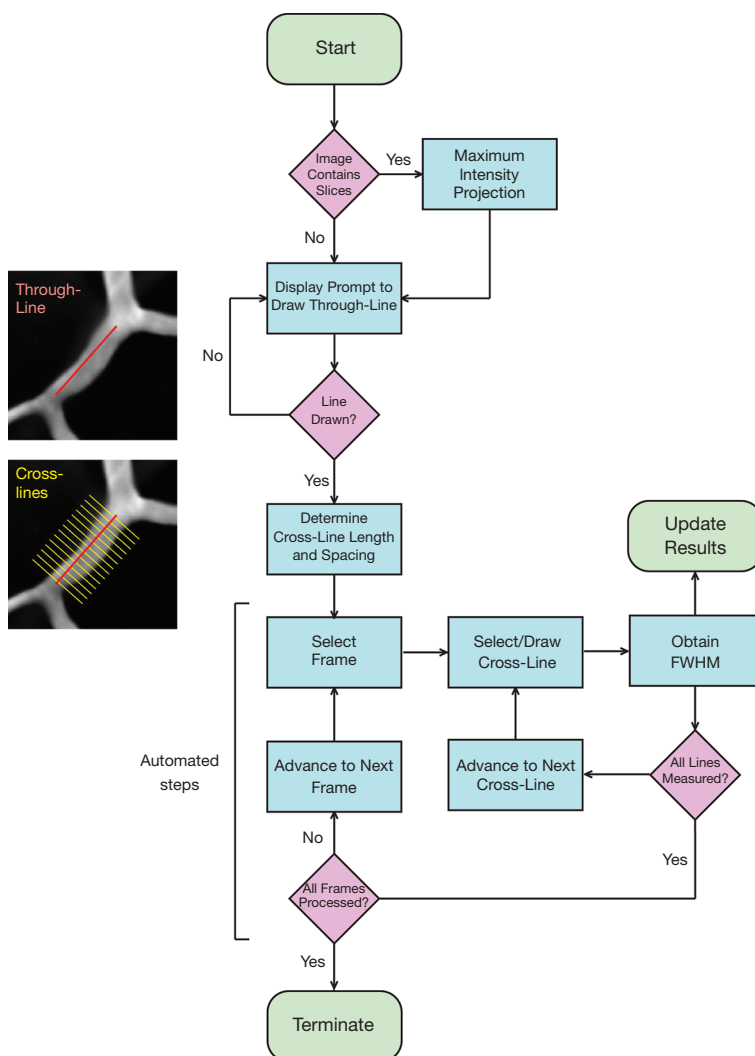 Start
Image
Contains
Slices
Yes
Maximum
Intensity
Projection
No
Through-
Line
Display Prompt to
Draw Through-Line
No
Line
Drawn?
Yes
Cross-
lines
Determine
Cross-Line Length
and Spacing
Update
Results
Select
Frame
Select/Draw
Cross-Line
Obtain
FWHM
Automated
steps
Advance to Next
Frame
Advance to Next
Cross-Line
All Lines
Measured?
No
Yes
All Frames
Processed?
Yes
Terminate